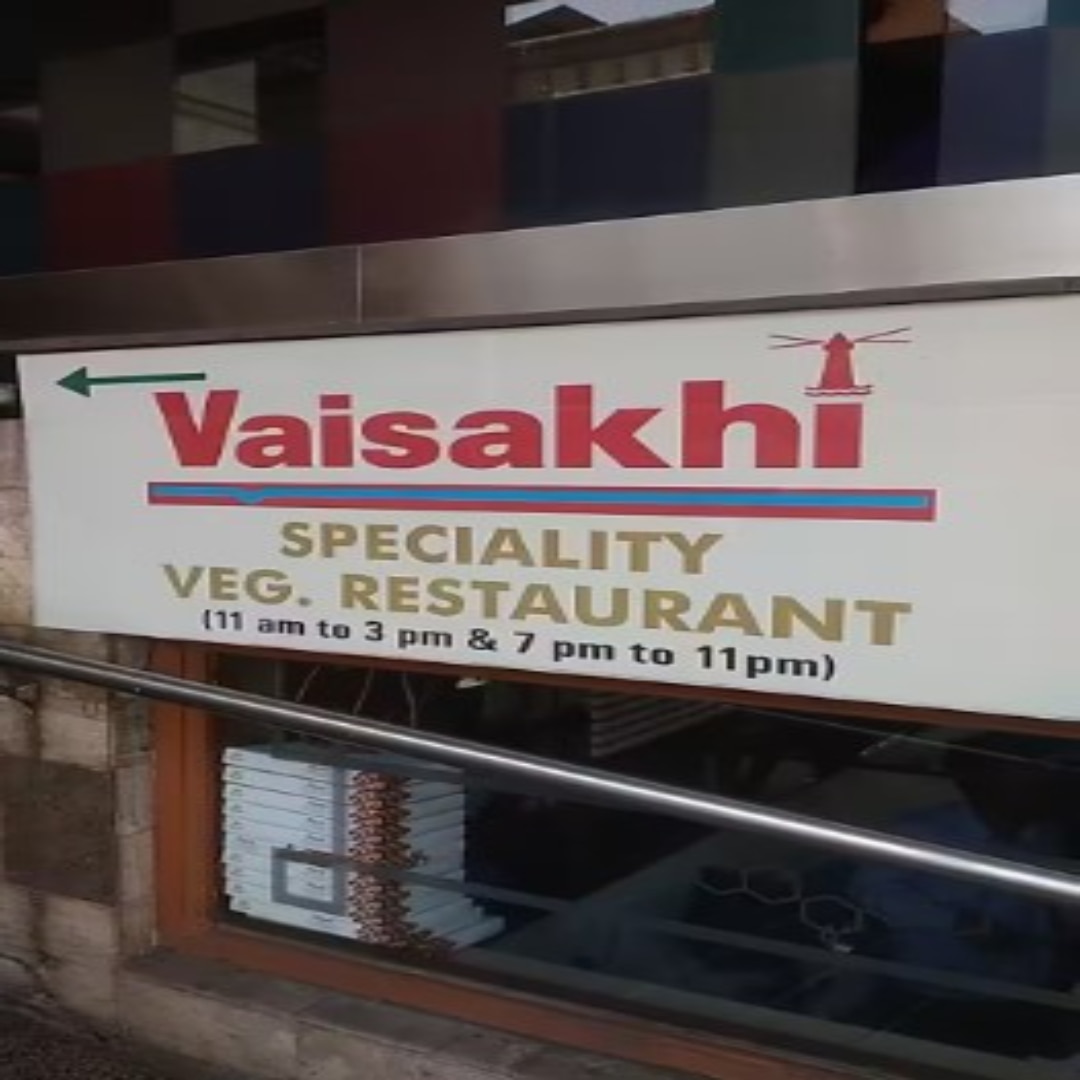 Vaisakhi
SPECIALITY
VEG. RESTAURANT
(11 am to 3 pm & 7 pm to 11pm)